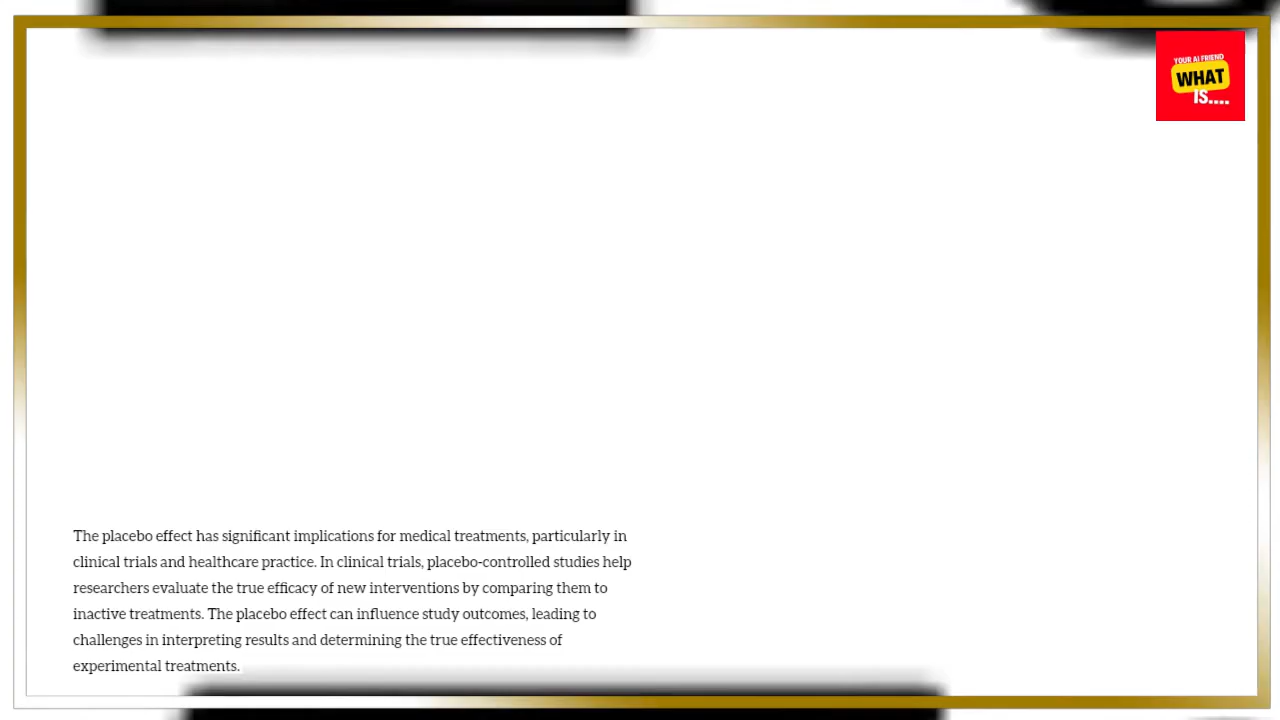 YOUR AI FRIEND
WHAT
IS....
The placebo effect has significant implications for medical treatments, particularly in
clinical trials and healthcare practice. In clinical trials, placebo-controlled studies help
researchers evaluate the true efficacy of new interventions by comparing them to
inactive treatments. The placebo effect can influence study outcomes, leading to
challenges in interpreting results and determining the true effectiveness of
experimental treatments.